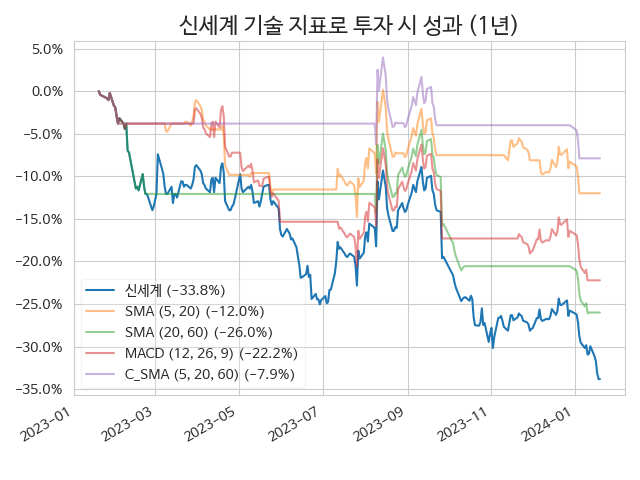 신세계 기술 지표로 투자 시 성과 (1년)
5.0%
0.0%
−5.0%
−10.0%
−15.0%
−20.0%
−25.0%
−30.0%
−35.0%
신세계 (−33.8%)
SMA (5, 20) (−12.0%)
SMA (20, 60) (−26.0%)
MACD (12, 26, 9) (−22.2%)
C_SMA (5, 20, 60) (−7.9%)
2023−01
2023−03
2023−05
2023−07
2023−09
2023−11
2024−01